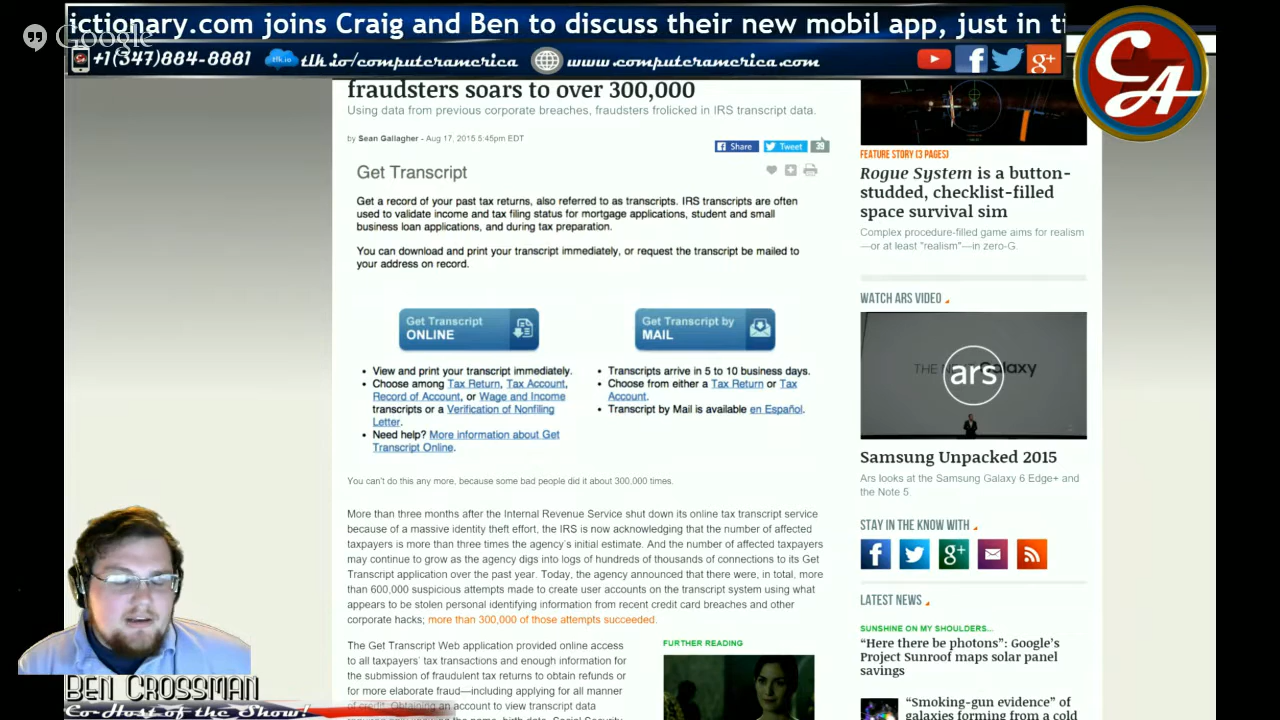 ictionary.com joins Craig and Ben to discuss their new mobil app, just in ti
Google
+1(347)884-8881
tlk.io
tlk.io/computeramerica
www.computeramerica.com
CA
fraudsters soars to over 300,000
Using data from previous corporate breaches, fraudsters frolicked in IRS transcript data.
by Sean Gallagher - Aug 17, 2015 5:45pm EDT
Share
Tweet
39
Get Transcript
Get a record of your past tax returns, also referred to as transcripts. IRS transcripts are often
used to validate income and tax filing status for mortgage applications, student and small
business loan applications, and during tax preparation.
You can download and print your transcript immediately, or request the transcript be mailed to
your address on record.
Get Transcript
ONLINE
Get Transcript by
MAIL
• View and print your transcript immediately.
• Choose among Tax Return, Tax Account,
Record of Account, or Wage and Income
transcripts or a Verification of Nonfiling
Letter.
• Need help? More information about Get
Transcript Online.
• Transcripts arrive in 5 to 10 business days.
• Choose from either a Tax Return or Tax
Account.
• Transcript by Mail is available en Español.
You can't do this any more, because some bad people did it about 300,000 times.
More than three months after the Internal Revenue Service shut down its online tax transcript service
because of a massive identity theft effort, the IRS is now acknowledging that the number of affected
taxpayers is more than three times the agency's initial estimate. And the number of affected taxpayers
may continue to grow as the agency digs into logs of hundreds of thousands of connections to its Get
Transcript application over the past year. Today, the agency announced that there were, in total, more
than 600,000 suspicious attempts made to create user accounts on the transcript system using what
appears to be stolen personal identifying information from recent credit card breaches and other
corporate hacks; more than 300,000 of those attempts succeeded.
The Get Transcript Web application provided online access
to all taxpayers' tax transactions and enough information for
the submission of fraudulent tax returns to obtain refunds or
for more elaborate fraud—including applying for all manner
of credit. Obtaining an account to view transcript data
FURTHER READING
FEATURE STORY (3 PAGES)
Rogue System is a button-
studded, checklist-filled
space survival sim
Complex procedure-filled game aims for realism
—or at least "realism"—in zero-G.
WATCH ARS VIDEO
THE NE Galaxy
ars
Samsung Unpacked 2015
Ars looks at the Samsung Galaxy 6 Edge+ and
the Note 5
STAY IN THE KNOW WITH
LATEST NEWS
SUNSHINE ON MY SHOULDERS...
“Here there be photons”: Google’s
Project Sunroof maps solar panel
savings
“Smoking-gun evidence” of
galaxies forming from a cold
Ben Crossman
Co-Host of the Show!